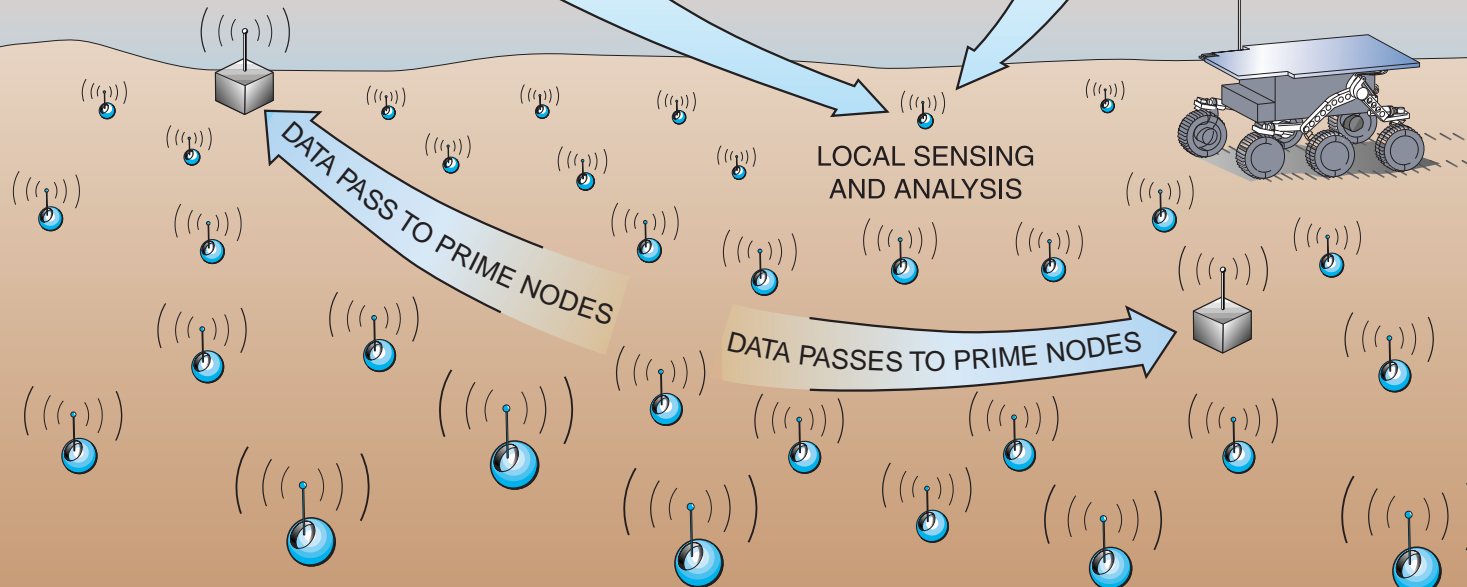 LOCAL SENSING
AND ANALYSIS
DATA PASS TO PRIME NODES
DATA PASSES TO PRIME NODES